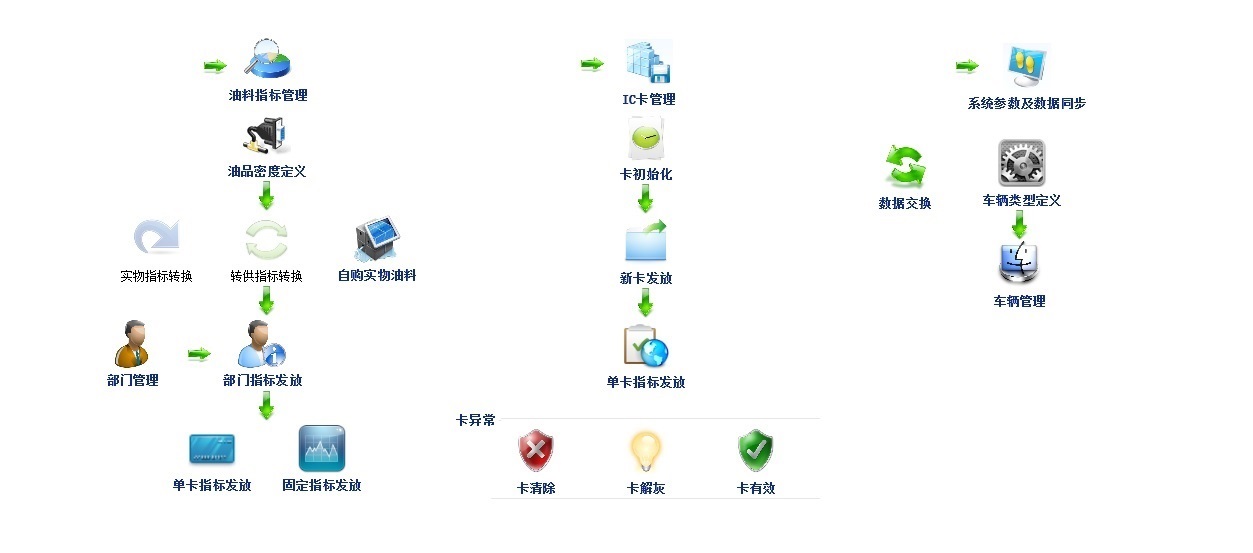 油料指标管理
油品密度定义
实物指标转换
转供指标转换
自购实物油料
部门管理
部门指标发放
单卡指标发放
固定指标发放
IC卡管理
卡初始化
新卡发放
单卡指标发放
卡异常
卡清除
卡解灰
卡有效
系统参数及数据同步
数据交换
车辆类型定义
车辆管理